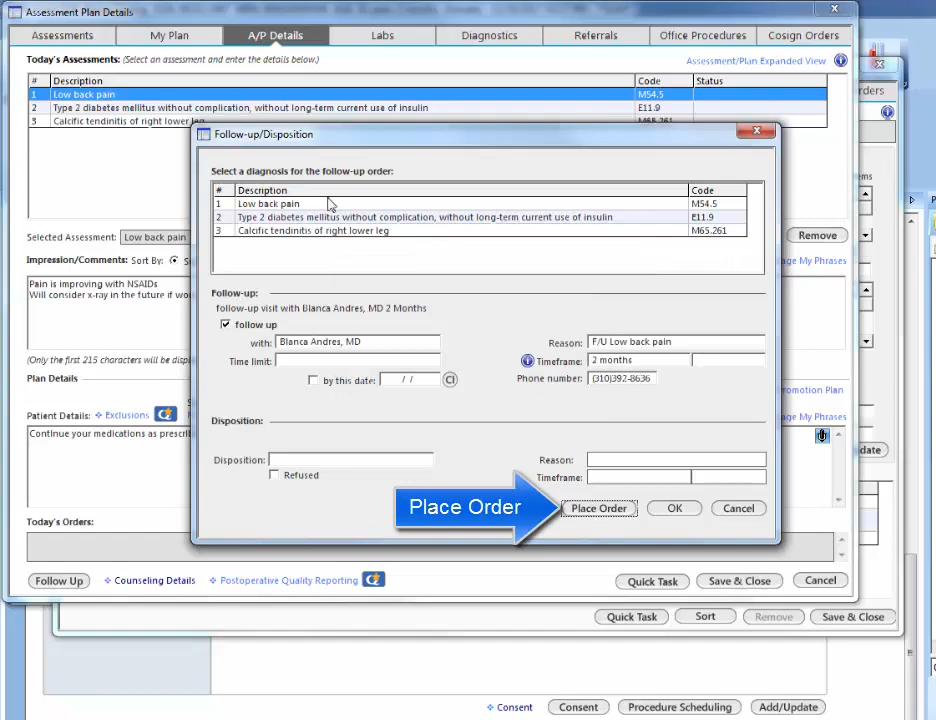 Assessment Plan Details
Assessments My Plan A/P Details Labs Diagnostics Referrals Office Procedures Cosign Orders
Today's Assessments: (Select an assessment and enter the details below.) Assessment/Plan Expanded View
# Description Code Status
1 Low back pain M54.5
2 Type 2 diabetes mellitus without complication, without long-term current use of insulin E11.9
3 Calcific tendinitis of right lower leg M65.261
Follow-up/Disposition
Select a diagnosis for the follow-up order:
# Description Code
1 Low back pain M54.5
2 Type 2 diabetes mellitus without complication, without long-term current use of insulin E11.9
3 Calcific tendinitis of right lower leg M65.261
Follow-up:
follow-up visit with Blanca Andres, MD 2 Months
follow up
with: Blanca Andres, MD Reason: F/U Low back pain
Time limit: Timeframe: 2 months
by this date: / / Phone number: (310)392-8636
Disposition:
Disposition: Reason:
Refused Timeframe:
Place Order
Place Order OK Cancel
Selected Assessment: Low back pain Remove
Impression/Comments: Sort By:
Pain is improving with NSAIDs
Will consider x-ray in the future if
(Only the first 215 characters will be
Plan Details
Patient Details: Exclusions
Continue your medications as
Today's Orders:
Follow Up Counseling Details Postoperative Quality Reporting Quick Task Save & Close Cancel
Quick Task Sort Remove Save & Close
Consent Consent Procedure Scheduling Add/Update